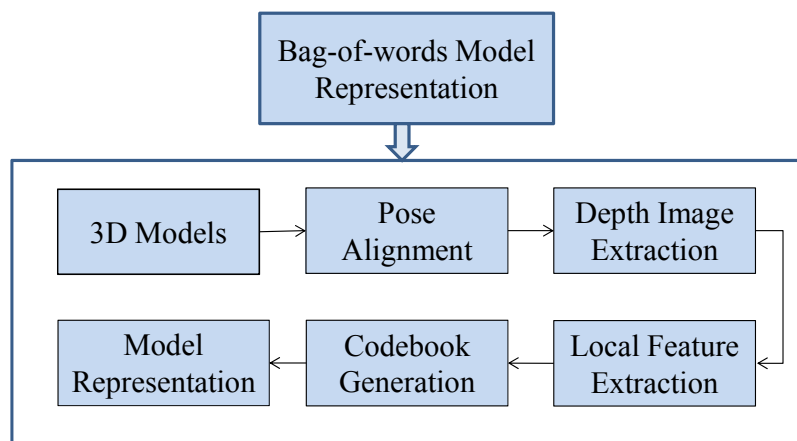 Bag-of-words Model
Representation
3D Models
Pose
Alignment
Depth Image
Extraction
Model
Representation
Codebook
Generation
Local Feature
Extraction